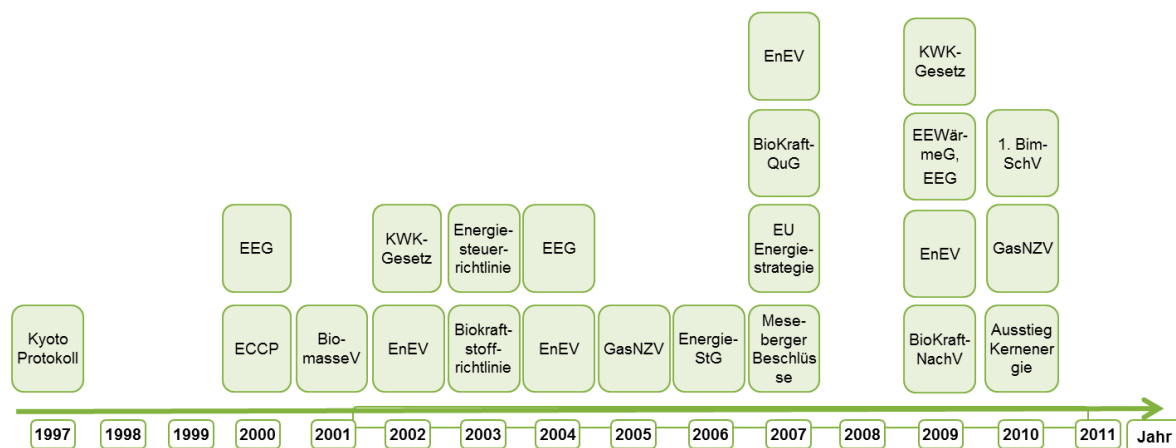 EnEV
KWK-
Gesetz
BioKraft-
QuG
EEWär-
meG,
EEG
1. Bim-
SchV
EEG
KWK-
Gesetz
Energie-
steuer-
richtlinie
EEG
EU
Energie-
strategie
EnEV
GasNZV
Kyoto
Protokoll
ECCP
Bio-
masseV
EnEV
Biokraft-
stoffrich-
tlinie
EnEV
GasNZV
Energie-
StG
Mese-
berger
Beschlüs
se
BioKraft-
NachV
Ausstieg
Kernener
gie
1997
1998
1999
2000
2001
2002
2003
2004
2005
2006
2007
2008
2009
2010
2011
Jahr